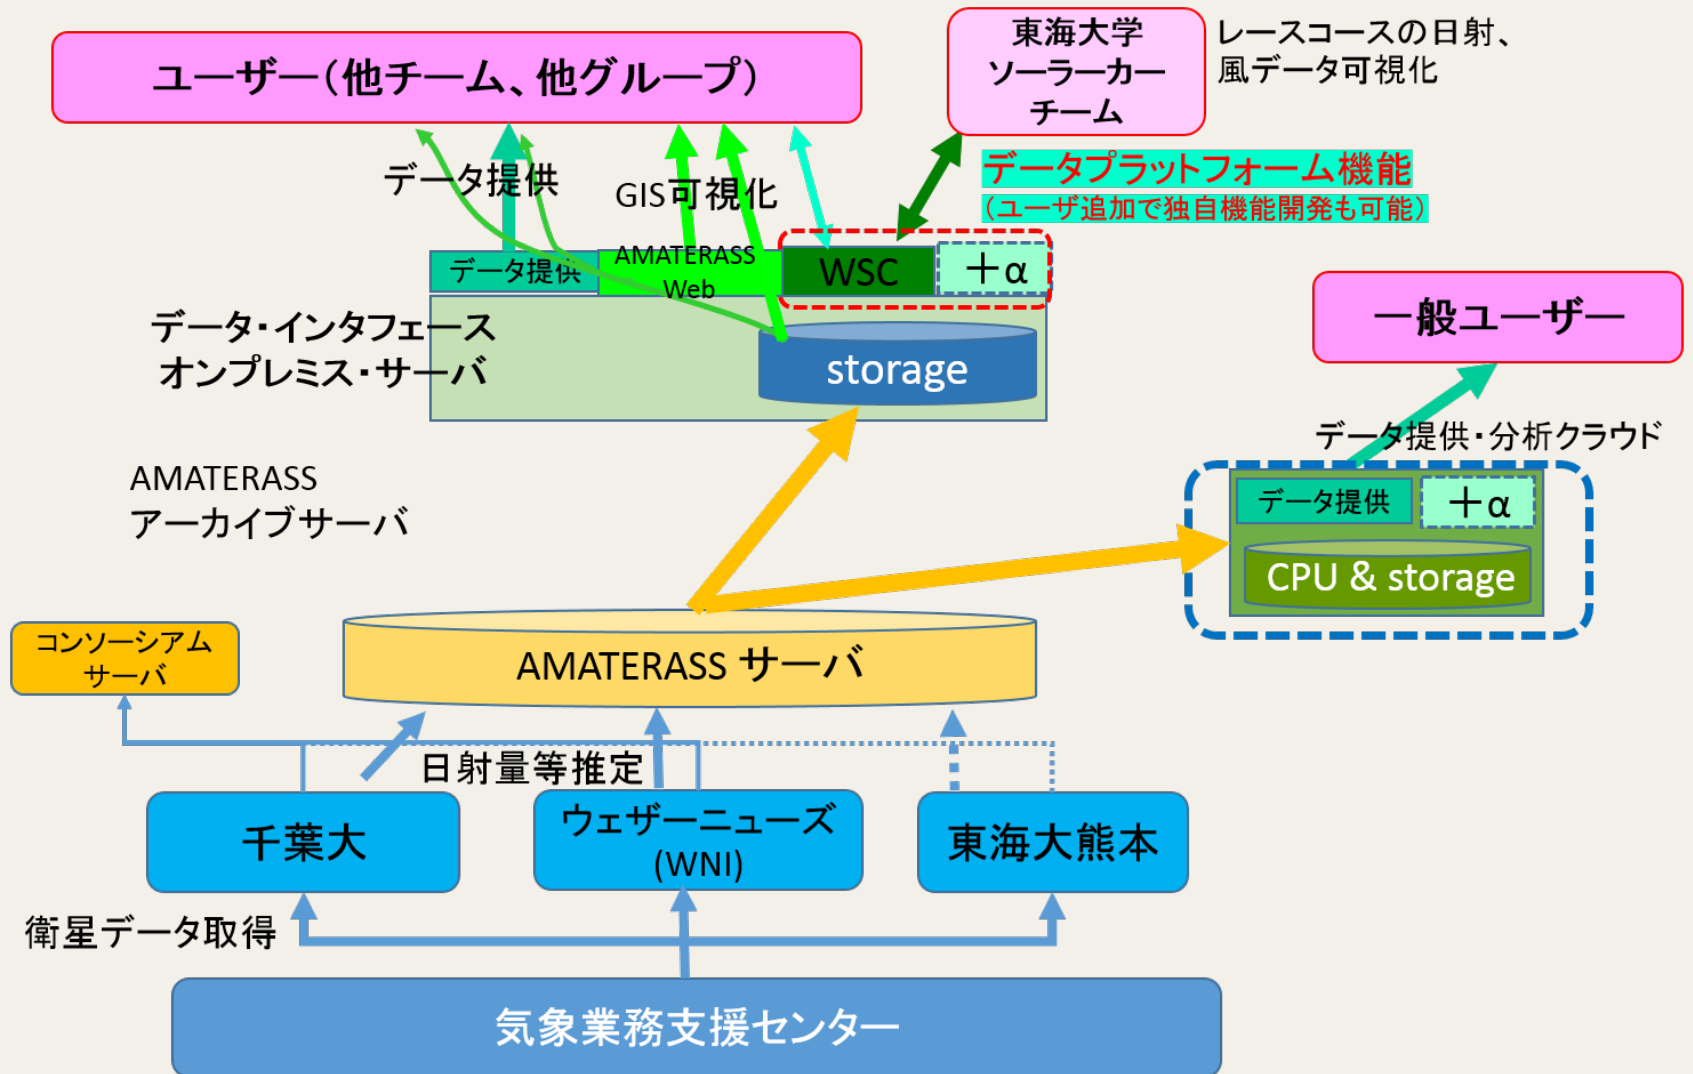 ユーザー（他チーム、他グループ）
東海大学
ソーラーカー
チーム
レースコースの日射、
風データ可視化
データ提供
GIS可視化
データプラットフォーム機能
（ユーザ追加で独自機能開発も可能）
データ提供
AMATERASS
Web
WSC
＋α
データ・インタフェース
オンプレミス・サーバ
storage
一般ユーザー
データ提供・分析クラウド
データ提供
＋α
CPU & storage
AMATERASS
アーカイブサーバ
コンソーシアム
サーバ
AMATERASS サーバ
日射量等推定
千葉大
ウェザーニューズ
(WNI)
東海大熊本
衛星データ取得
気象業務支援センター